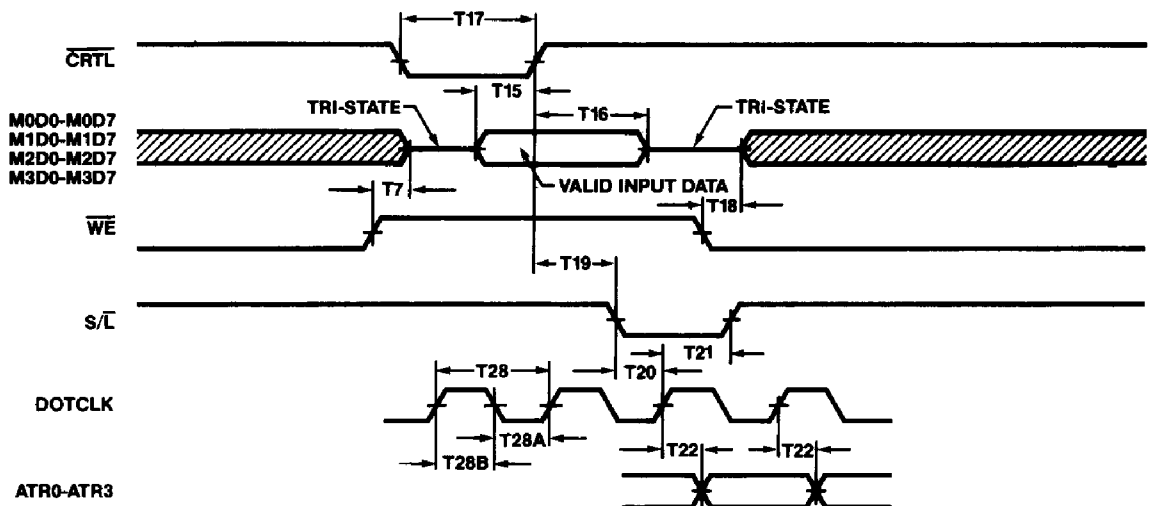 T17
CRTL
T15
TRI-STATE
T16
TRI-STATE
M0D0-M0D7
M1D0-M1D7
M2D0-M2D7
M3D0-M3D7
T7
VALID INPUT DATA
T18
WE
T19
S/L
T21
T28
T20
DOTCLK
T28A
T22
T22
T28B
ATR0-ATR3